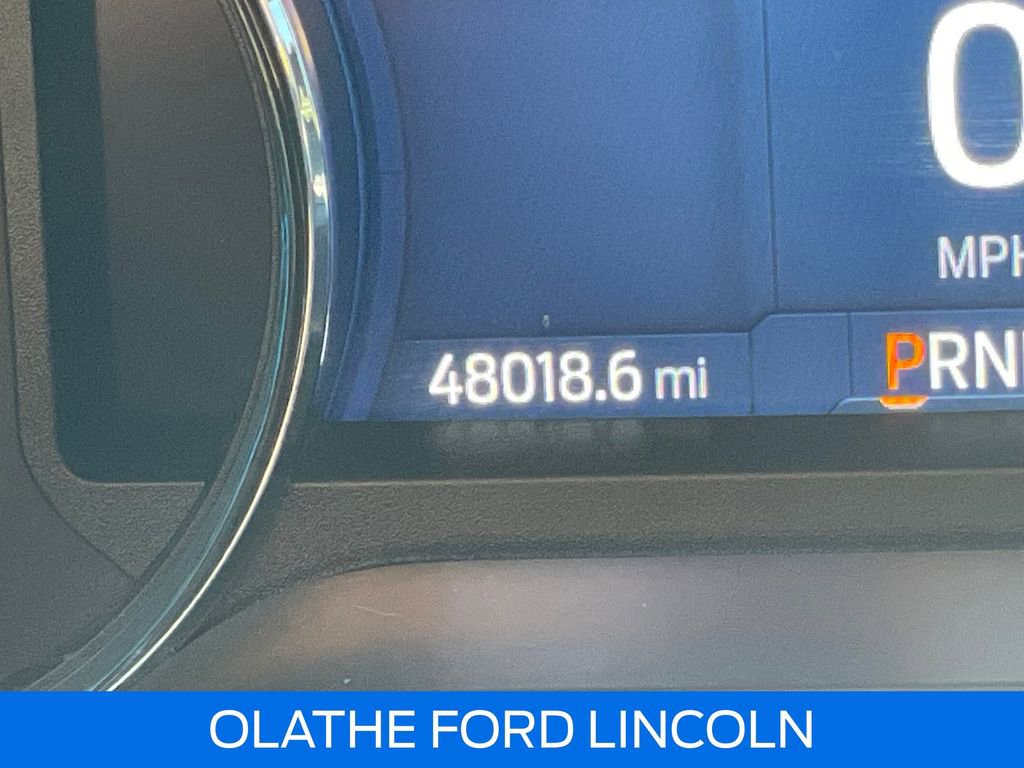 0
MPH
48018.6 mi
PRN
OLATHE FORD LINCOLN